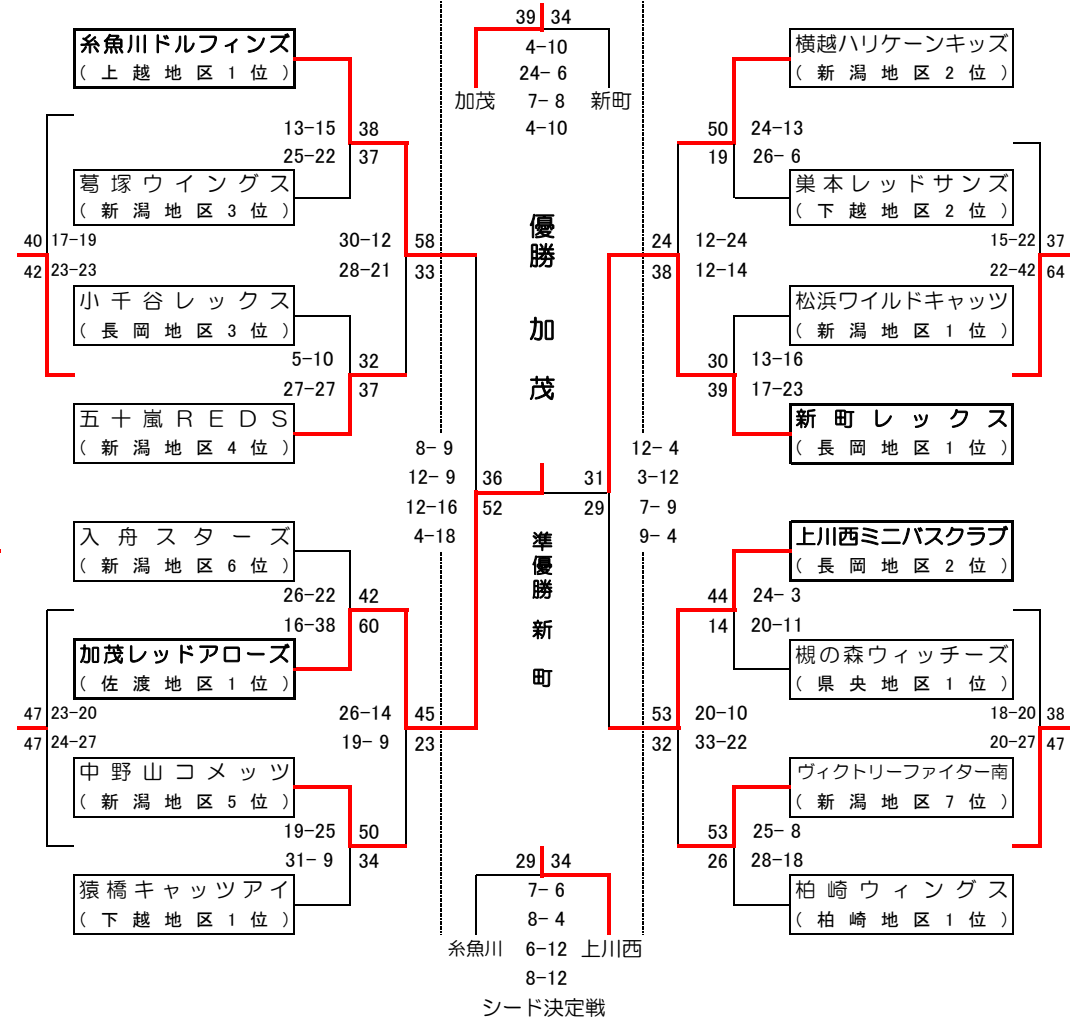 39 34
4-10
24- 6
7- 8
4-10
加茂
新町
優勝 加茂
準優勝 新町
糸魚川ドルフィンズ
( 上越地区1位 )
13-15 38
25-22 37
葛塚ウイングス
( 新潟地区3位 )
40 17-19
42 23-23
30-12 58
28-21 33
小千谷レックス
( 長岡地区3位 )
5-10 32
27-27 37
五十嵐REDS
( 新潟地区4位 )
8- 9
12- 9
12-16
4-18
36
52
入舟スターズ
( 新潟地区6位 )
26-22 42
16-38 60
加茂レッドアローズ
( 佐渡地区1位 )
47 23-20
47 24-27
26-14 45
19- 9 23
中野山コメッツ
( 新潟地区5位 )
19-25 50
31- 9 34
猿橋キャッツアイ
( 下越地区1位 )
横越ハリケーンキッズ
( 新潟地区2位 )
50 24-13
19 26- 6
巣本レッドサンズ
( 下越地区2位 )
24 12-24
38 12-14
15-22 37
22-42 64
松浜ワイルドキャッツ
( 新潟地区1位 )
30 13-16
39 17-23
新町レックス
( 長岡地区1位 )
31
29
12- 4
3-12
7- 9
9- 4
上川西ミニバスクラブ
( 長岡地区2位 )
44 24- 3
14 20-11
槻の森ウィッチーズ
( 県央地区1位 )
53 20-10
32 33-22
18-20 38
20-27 47
ヴィクトリーファイター南
( 新潟地区7位 )
53 25- 8
26 28-18
柏崎ウィングス
( 柏崎地区1位 )
29 34
7- 6
8- 4
6-12
8-12
糸魚川
上川西
シード決定戦